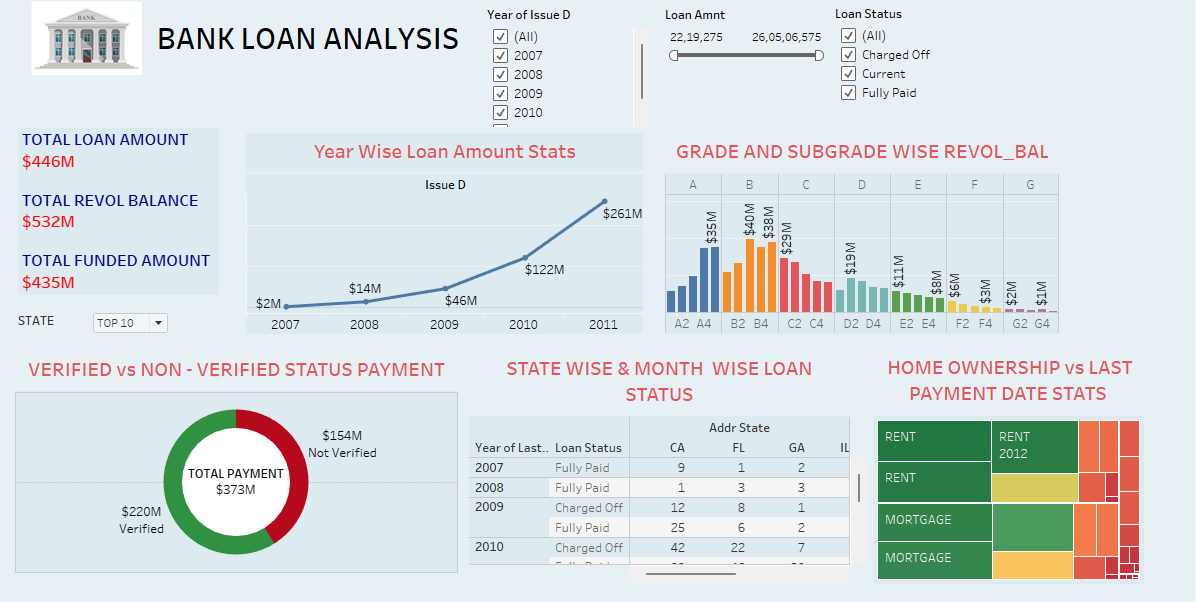 BANK
BANK LOAN ANALYSIS
Year of Issue D
(All)
2007
2008
2009
2010
Loan Amnt
22,19,275 26,05,06,575
Loan Status
(All)
Charged Off
Current
Fully Paid
TOTAL LOAN AMOUNT
$446M
TOTAL REVOL BALANCE
$532M
TOTAL FUNDED AMOUNT
$435M
STATE
TOP 10
Year Wise Loan Amount Stats
Issue D
$261M
$122M
$2M
$14M
$46M
2007 2008 2009 2010 2011
GRADE AND SUBGRADE WISE REVOL_BAL
A B C D E F G
$35M $40M $38M $29M $19M $11M $8M $6M $3M $2M $1M
A2 A4 B2 B4 C2 C4 D2 D4 E2 E4 F2 F4 G2 G4
VERIFIED vs NON - VERIFIED STATUS PAYMENT
$154M
Not Verified
TOTAL PAYMENT
$373M
$220M
Verified
STATE WISE & MONTH WISE LOAN
STATUS
Addr State
Year of Last.. Loan Status CA FL GA IL
2007 Fully Paid 9 1 2
2008 Fully Paid 1 3 3
2009 Charged Off 12 8 1
Fully Paid 25 6 2
2010 Charged Off 42 22 7
HOME OWNERSHIP vs LAST
PAYMENT DATE STATS
RENT
RENT
MORTGAGE
MORTGAGE
RENT
2012